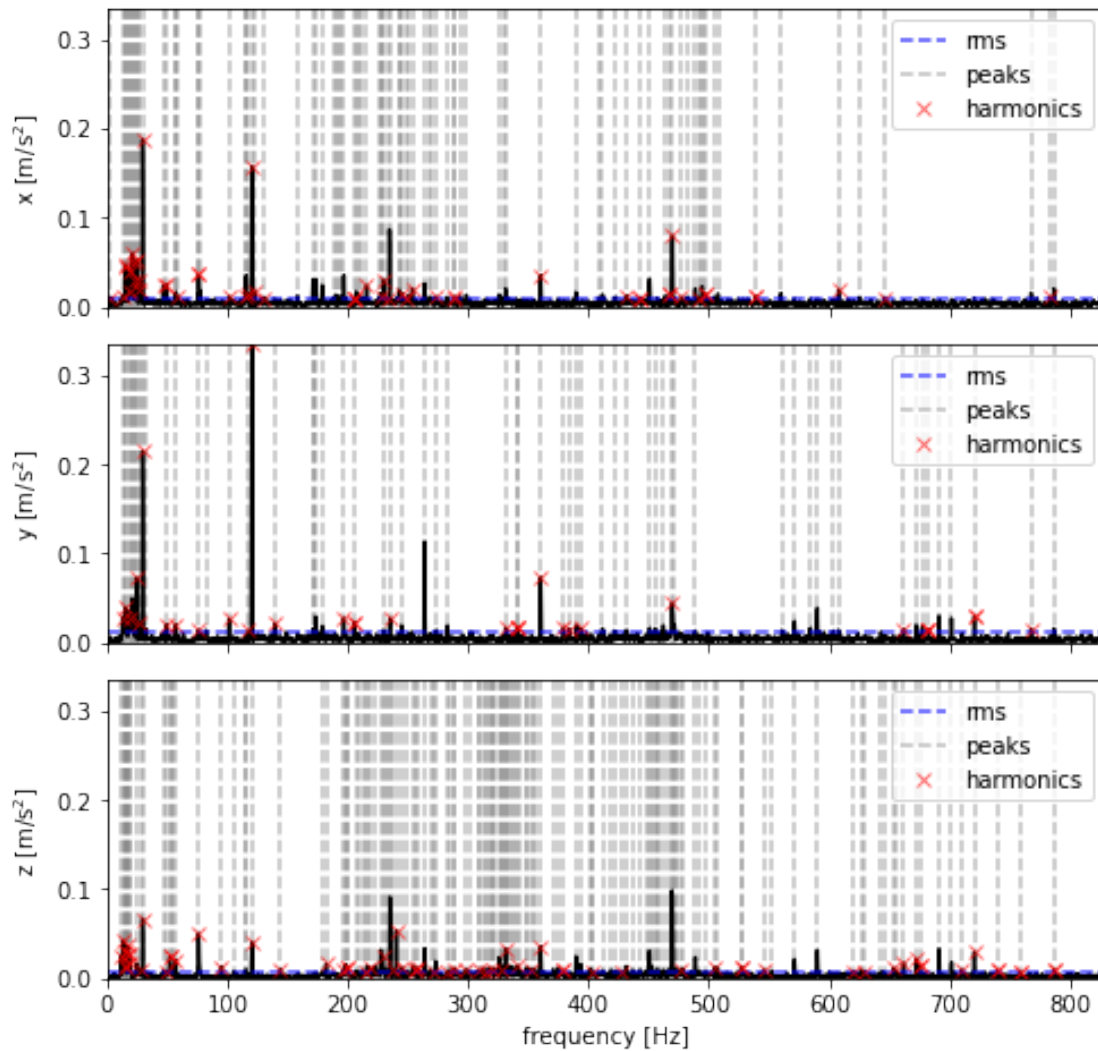 0.3
0.2
0.1
0.0
x [m/s²]
rms
peaks
harmonics
0.3
0.2
0.1
0.0
y [m/s²]
rms
peaks
harmonics
0.3
0.2
0.1
0.0
z [m/s²]
rms
peaks
harmonics
0 100 200 300 400 500 600 700 800
frequency [Hz]